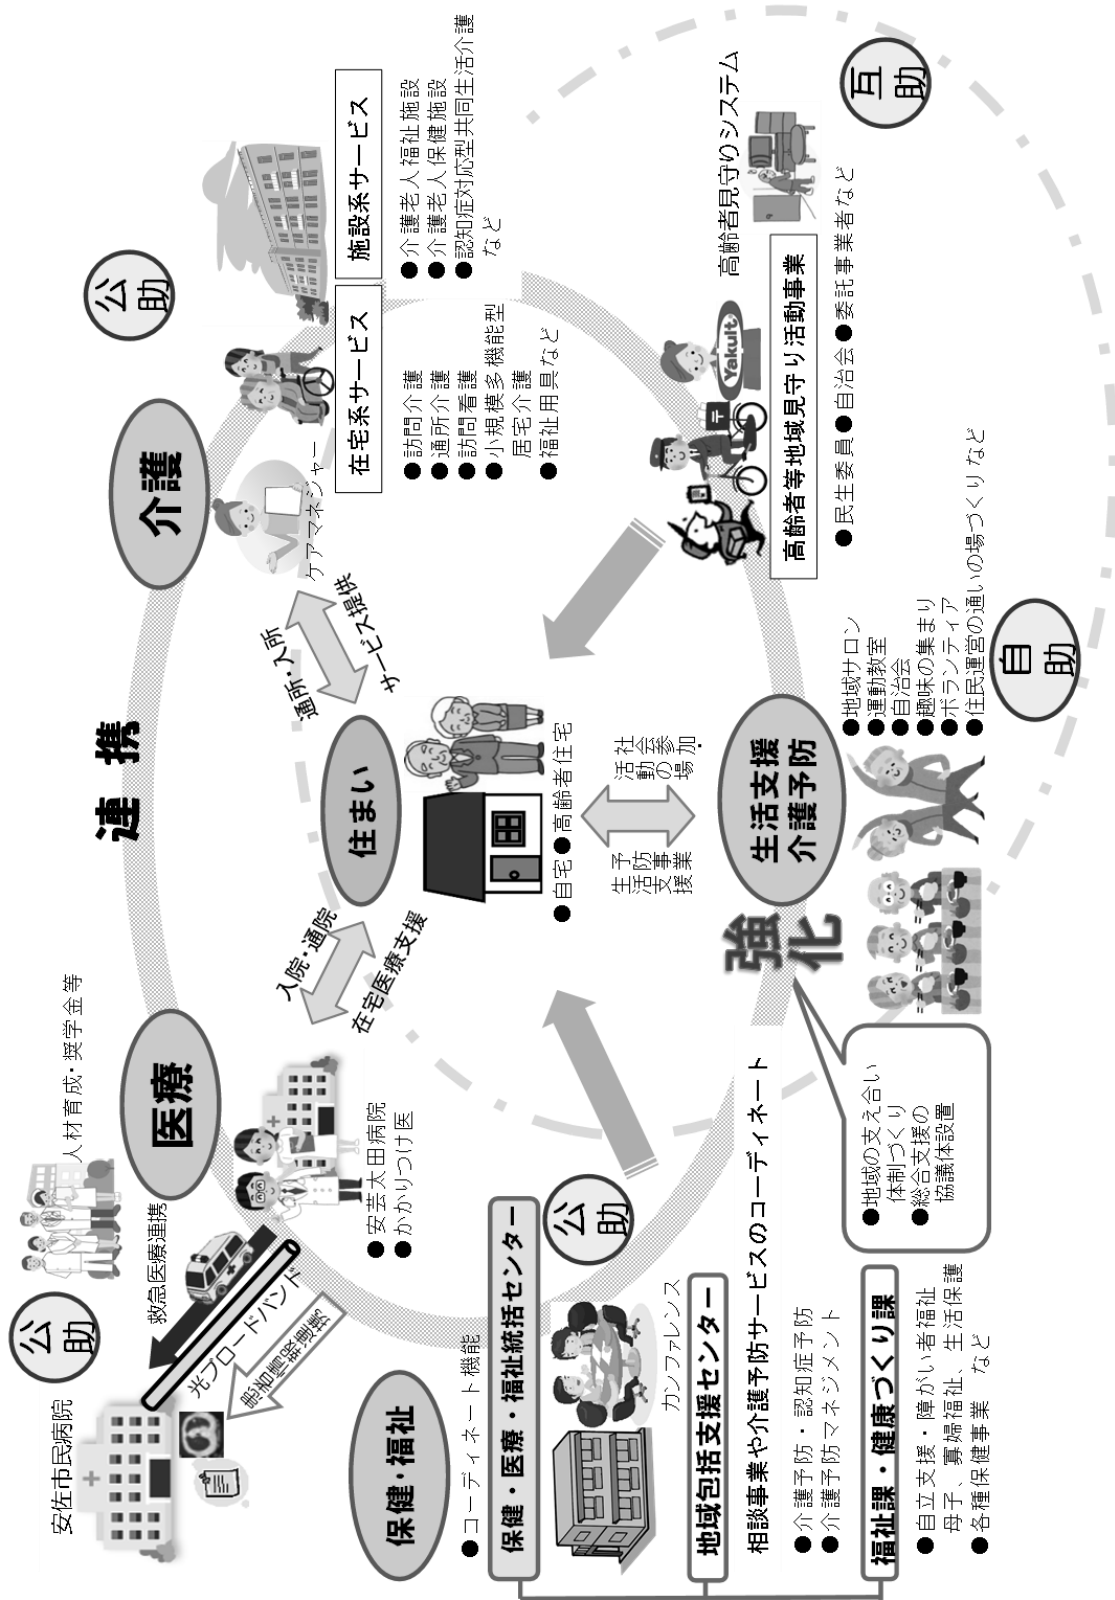 連携
公助
安佐市民病院
救急医療連携
光ブロードバンド
患者情報連携
人材育成・奨学金等
医療
●安芸太田病院
●かかりつけ医
入院・通院
在宅医療支援
介護
公助
ケアマネジャー
通所・入所
サービス提供
在宅系サービス
●訪問介護
●通所介護
●訪問看護
●小規模多機能型
居宅介護
●福祉用具など
施設系サービス
●介護老人福祉施設
●介護老人保健施設
●認知症対応型共同生活介護
など
住まい
●自宅●高齢者住宅
生活支援
予防事業
社会参加・
活動の場
保健・福祉
●コーディネート機能
保健・医療・福祉統括センター
公助
カンファレンス
地域包括支援センター
相談事業や介護予防サービスのコーディネート
●介護予防・認知症予防
●介護予防マネジメント
福祉課・健康づくり課
●自立支援・障がい者福祉
母子、寡婦福祉、生活保護
●各種保健事業 など
強化
●地域の支え合い
体制づくり
●総合支援の
協議体設置
生活支援
介護予防
●地域サロン
●運動教室
●自治会
●趣味の集まり
●ボランティア
●住民運営の通いの場づくりなど
自助
Yakult
高齢者見守りシステム
高齢者等地域見守り活動事業
●民生委員●自治会●委託事業者など
互助